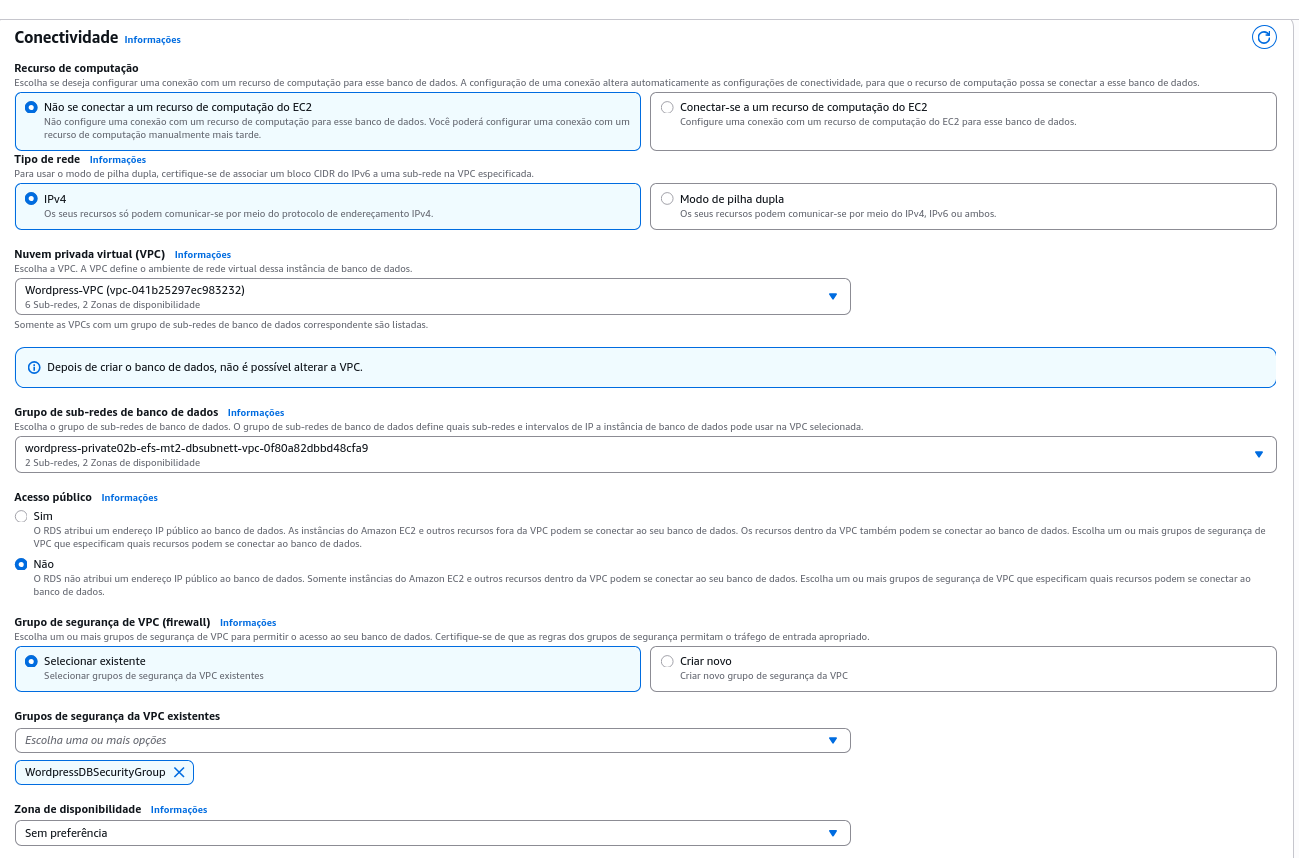 Conectividade Informações
Recurso de computação
Escolha se deseja configurar uma conexão com um recurso de computação para esse banco de dados. A configuração de uma conexão altera automaticamente as configurações de conectividade, para que o recurso de computação possa se conectar a esse banco de dados.
Não se conectar a um recurso de computação do EC2
Não configure uma conexão com um recurso de computação para esse banco de dados. Você poderá configurar uma conexão com um
recurso de computação manualmente mais tarde.
Conectar-se a um recurso de computação do EC2
Configure uma conexão com um recurso de computação do EC2 para esse banco de dados.
Tipo de rede Informações
Para usar o modo de pilha dupla, certifique-se de associar um bloco CIDR do IPv6 a uma sub-rede na VPC especificada.
IPv4
Os seus recursos só podem comunicar-se por meio do protocolo de endereçamento IPv4.
Modo de pilha dupla
Os seus recursos podem comunicar-se por meio do IPv4, IPv6 ou ambos.
Nuvem privada virtual (VPC) Informações
Escolha a VPC. A VPC define o ambiente de rede virtual dessa instância de banco de dados.
Wordpress-VPC (vpc-041b25297ec983232)
6 Sub-redes, 2 Zonas de disponibilidade
Somente as VPCs com um grupo de sub-redes de banco de dados correspondente são listadas.
Depois de criar o banco de dados, não é possível alterar a VPC.
Grupo de sub-redes de banco de dados Informações
Escolha o grupo de sub-redes de banco de dados. O grupo de sub-redes de banco de dados define quais sub-redes e intervalos de IP a instância de banco de dados pode usar na VPC selecionada.
wordpress-private02b-efs-mt2-dbsubnett-vpc-0f80a82dbbd48cfa9
2 Sub-redes, 2 Zonas de disponibilidade
Acesso público Informações
Sim
O RDS atribui um endereço IP público ao banco de dados. As instâncias do Amazon EC2 e outros recursos fora da VPC podem se conectar ao seu banco de dados. Os recursos dentro da VPC também podem se conectar ao banco de dados. Escolha um ou mais grupos de segurança de
VPC que especificam quais recursos podem se conectar ao banco de dados.
Não
O RDS não atribui um endereço IP público ao banco de dados. Somente instâncias do Amazon EC2 e outros recursos dentro da VPC podem se conectar ao seu banco de dados. Escolha um ou mais grupos de segurança de VPC que especificam quais recursos podem se conectar ao
banco de dados.
Grupo de segurança de VPC (firewall) Informações
Escolha um ou mais grupos de segurança de VPC para permitir o acesso ao seu banco de dados. Certifique-se de que as regras dos grupos de segurança permitam o tráfego de entrada apropriado.
Selecionar existente
Selecionar grupos de segurança da VPC existentes
Criar novo
Criar novo grupo de segurança da VPC
Grupos de segurança da VPC existentes
Escolha uma ou mais opções
WordpressDBSecurityGroup
Zona de disponibilidade Informações
Sem preferência